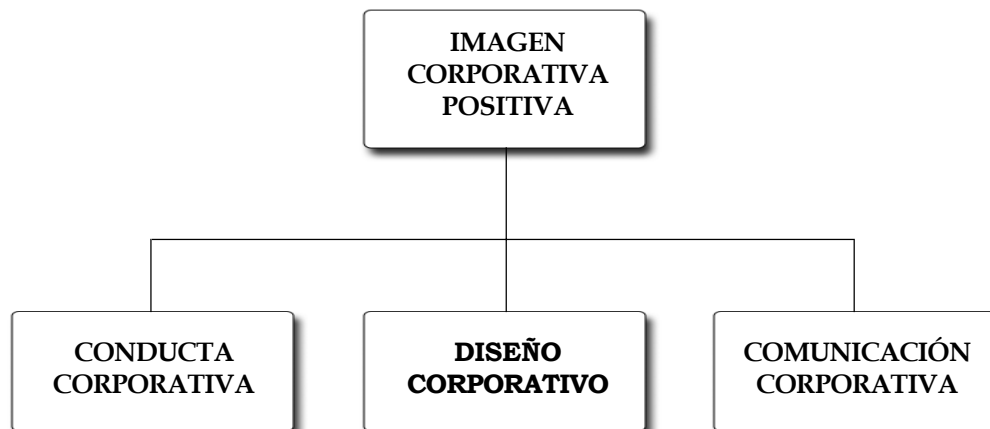 IMAGEN
CORPORATIVA
POSITIVA
CONDUCTA
CORPORATIVA
DISEÑO
CORPORATIVO
COMUNICACIÓN
CORPORATIVA